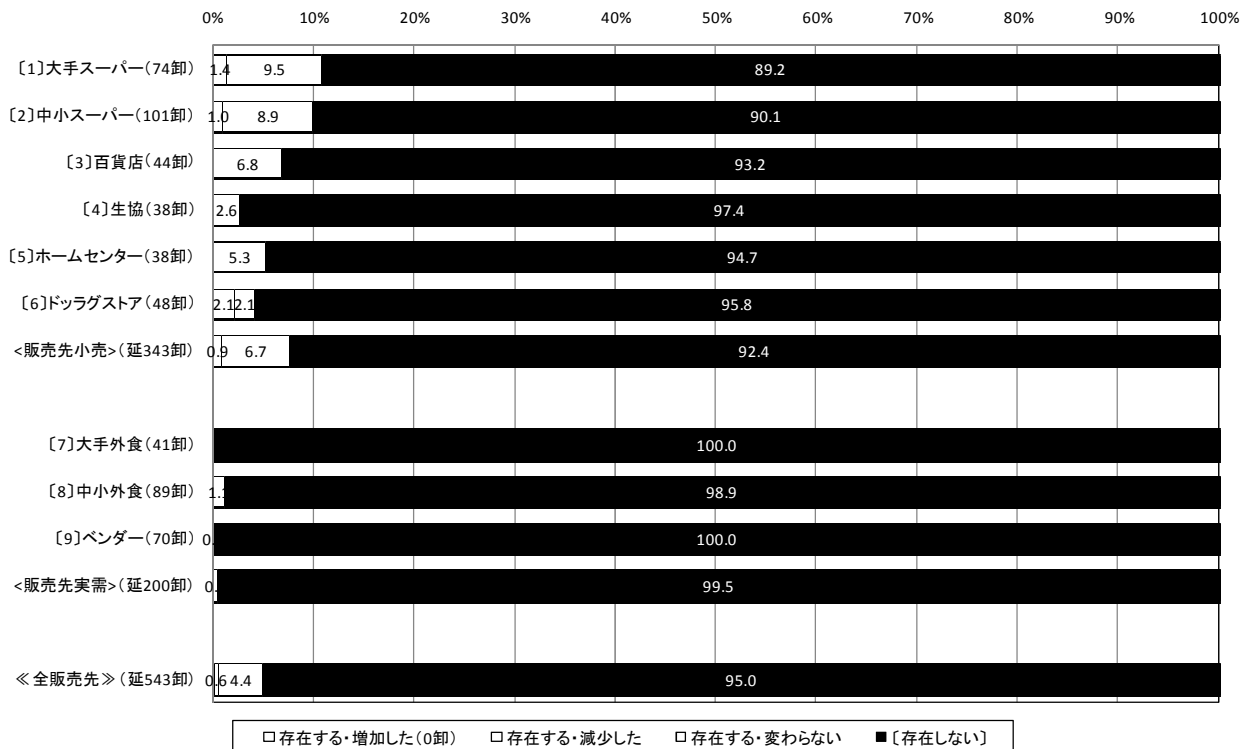 0% 10% 20% 30% 40% 50% 60% 70% 80% 90% 100%
〔1〕大手スーパー(74卸) 1.4 9.5 89.2
〔2〕中小スーパー(101卸) 1.0 8.9 90.1
〔3〕百貨店(44卸) 6.8 93.2
〔4〕生協(38卸) 2.6 97.4
〔5〕ホームセンター(38卸) 5.3 94.7
〔6〕ドッラグストア(48卸) 2.1 2.1 95.8
<販売先小売>(延343卸) 0.9 6.7 92.4
〔7〕大手外食(41卸) 100.0
〔8〕中小外食(89卸) 98.9
〔9〕ベンダー(70卸) 100.0
<販売先実需>(延200卸) 99.5
≪全販売先≫(延543卸) 0.6 4.4 95.0
□存在する・増加した(0卸) □存在する・減少した □存在する・変わらない ■〔存在しない〕